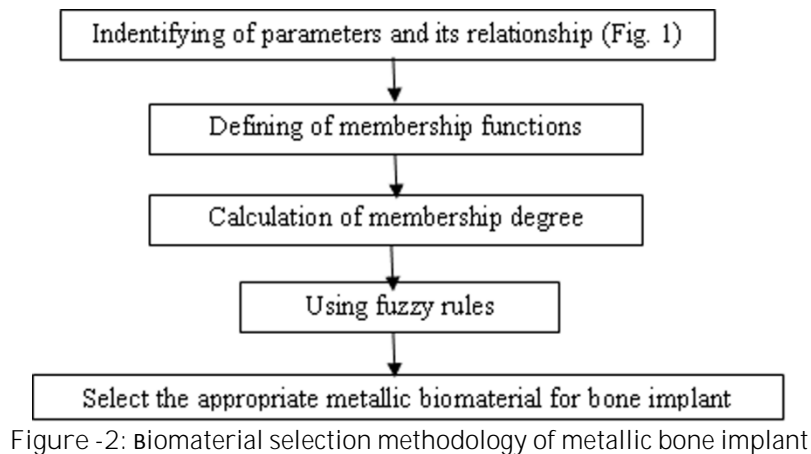 Indentifying of parameters and its relationship (Fig. 1)
Defining of membership functions
Calculation of membership degree
Using fuzzy rules
Select the appropriate metallic biomaterial for bone implant
Figure -2: Biomaterial selection methodology of metallic bone implant